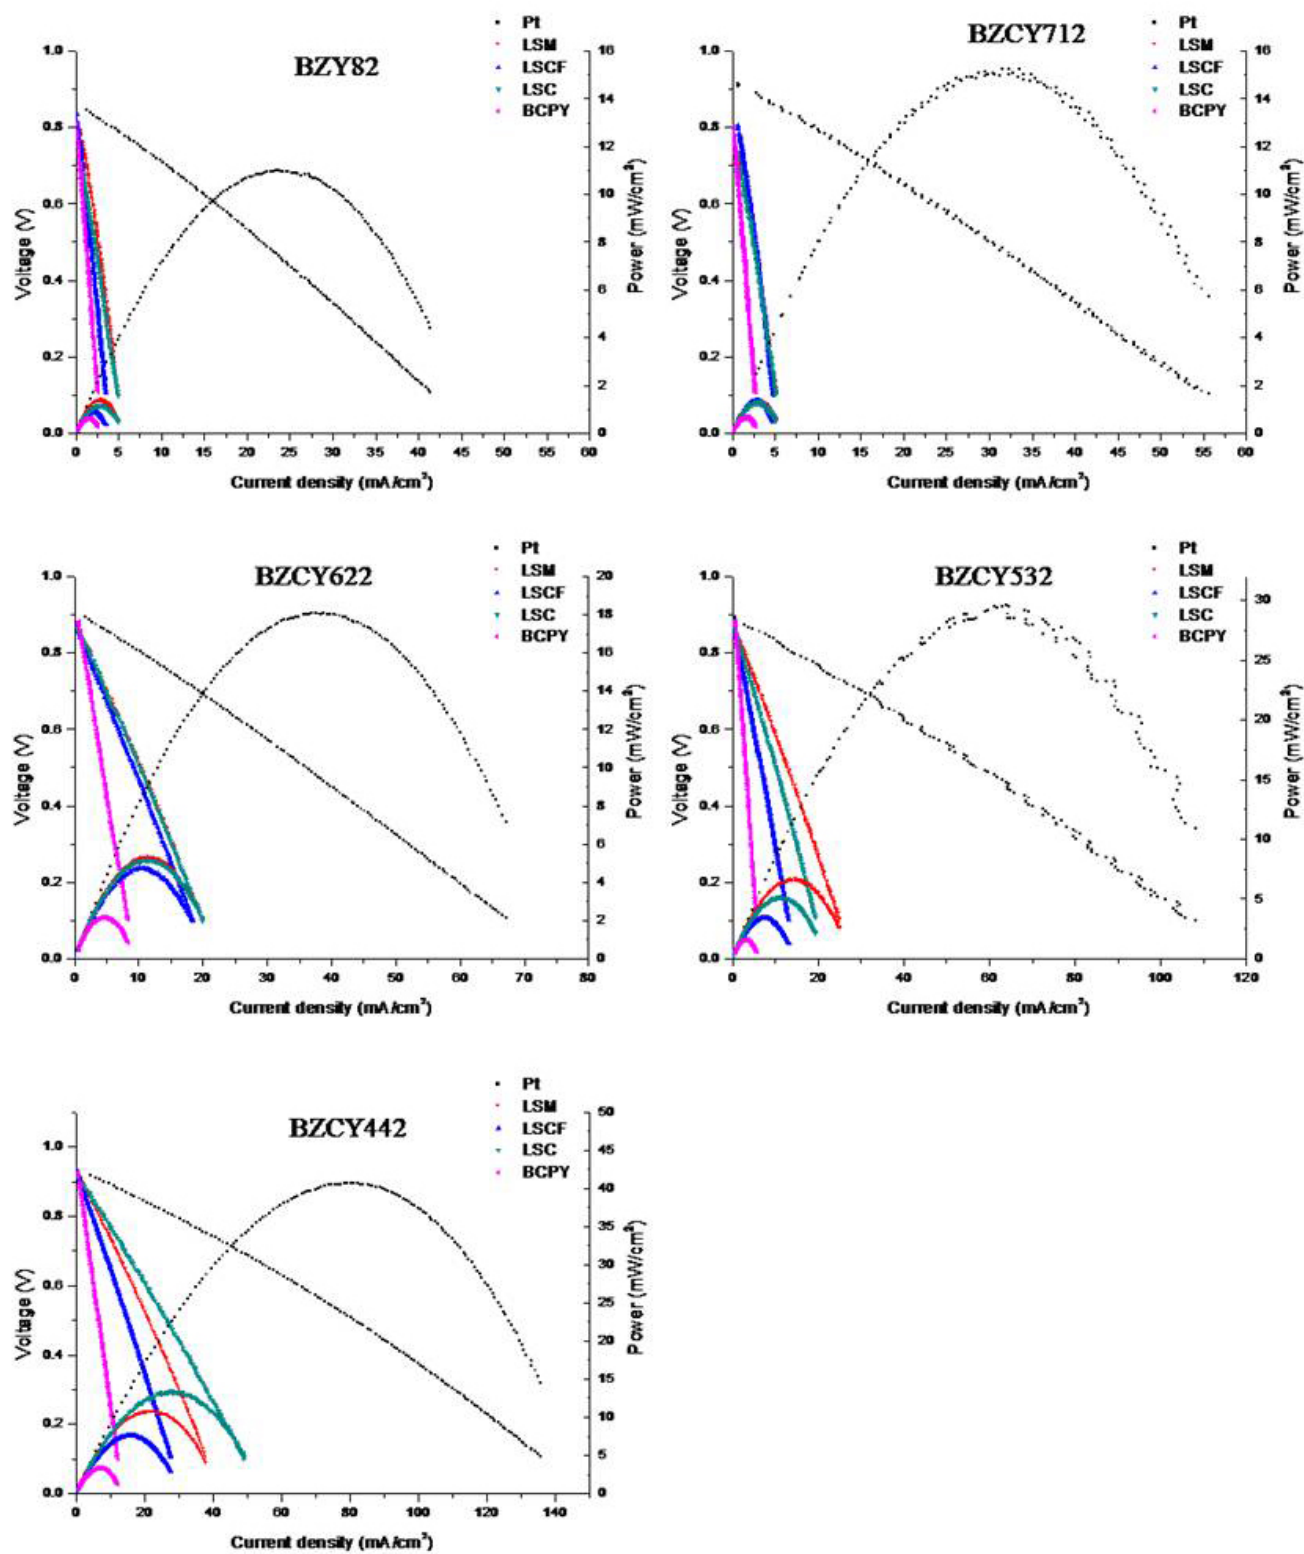 Pt
LSM
LSCF
LSC
BCPY
BZY82
1.0
0.8
0.6
0.4
0.2
0.0
Voltage (V)
16
14
12
10
8
6
4
2
0
Power (mW/cm²)
0 5 10 15 20 25 30 35 40 45 50 55 60
Current density (mA/cm²)
Pt
LSM
LSCF
LSC
BCPY
BZCY712
1.0
0.8
0.6
0.4
0.2
0.0
Voltage (V)
16
14
12
10
8
6
4
2
0
Power (mW/cm²)
0 5 10 15 20 25 30 35 40 45 50 55 60
Current density (mA/cm²)
Pt
LSM
LSCF
LSC
BCPY
BZCY622
1.0
0.8
0.6
0.4
0.2
0.0
Voltage (V)
20
18
16
14
12
10
8
6
4
2
0
Power (mW/cm²)
0 10 20 30 40 50 60 70 80
Current density (mA/cm²)
Pt
LSM
LSCF
LSC
BCPY
BZCY532
1.0
0.8
0.6
0.4
0.2
0.0
Voltage (V)
30
25
20
15
10
5
0
Power (mW/cm²)
0 20 40 60 80 100 120
Current density (mA/cm²)
Pt
LSM
LSCF
LSC
BCPY
BZCY442
1.0
0.8
0.6
0.4
0.2
0.0
Voltage (V)
50
45
40
35
30
25
20
15
10
5
0
Power (mW/cm²)
0 20 40 60 80 100 120 140
Current density (mA/cm²)